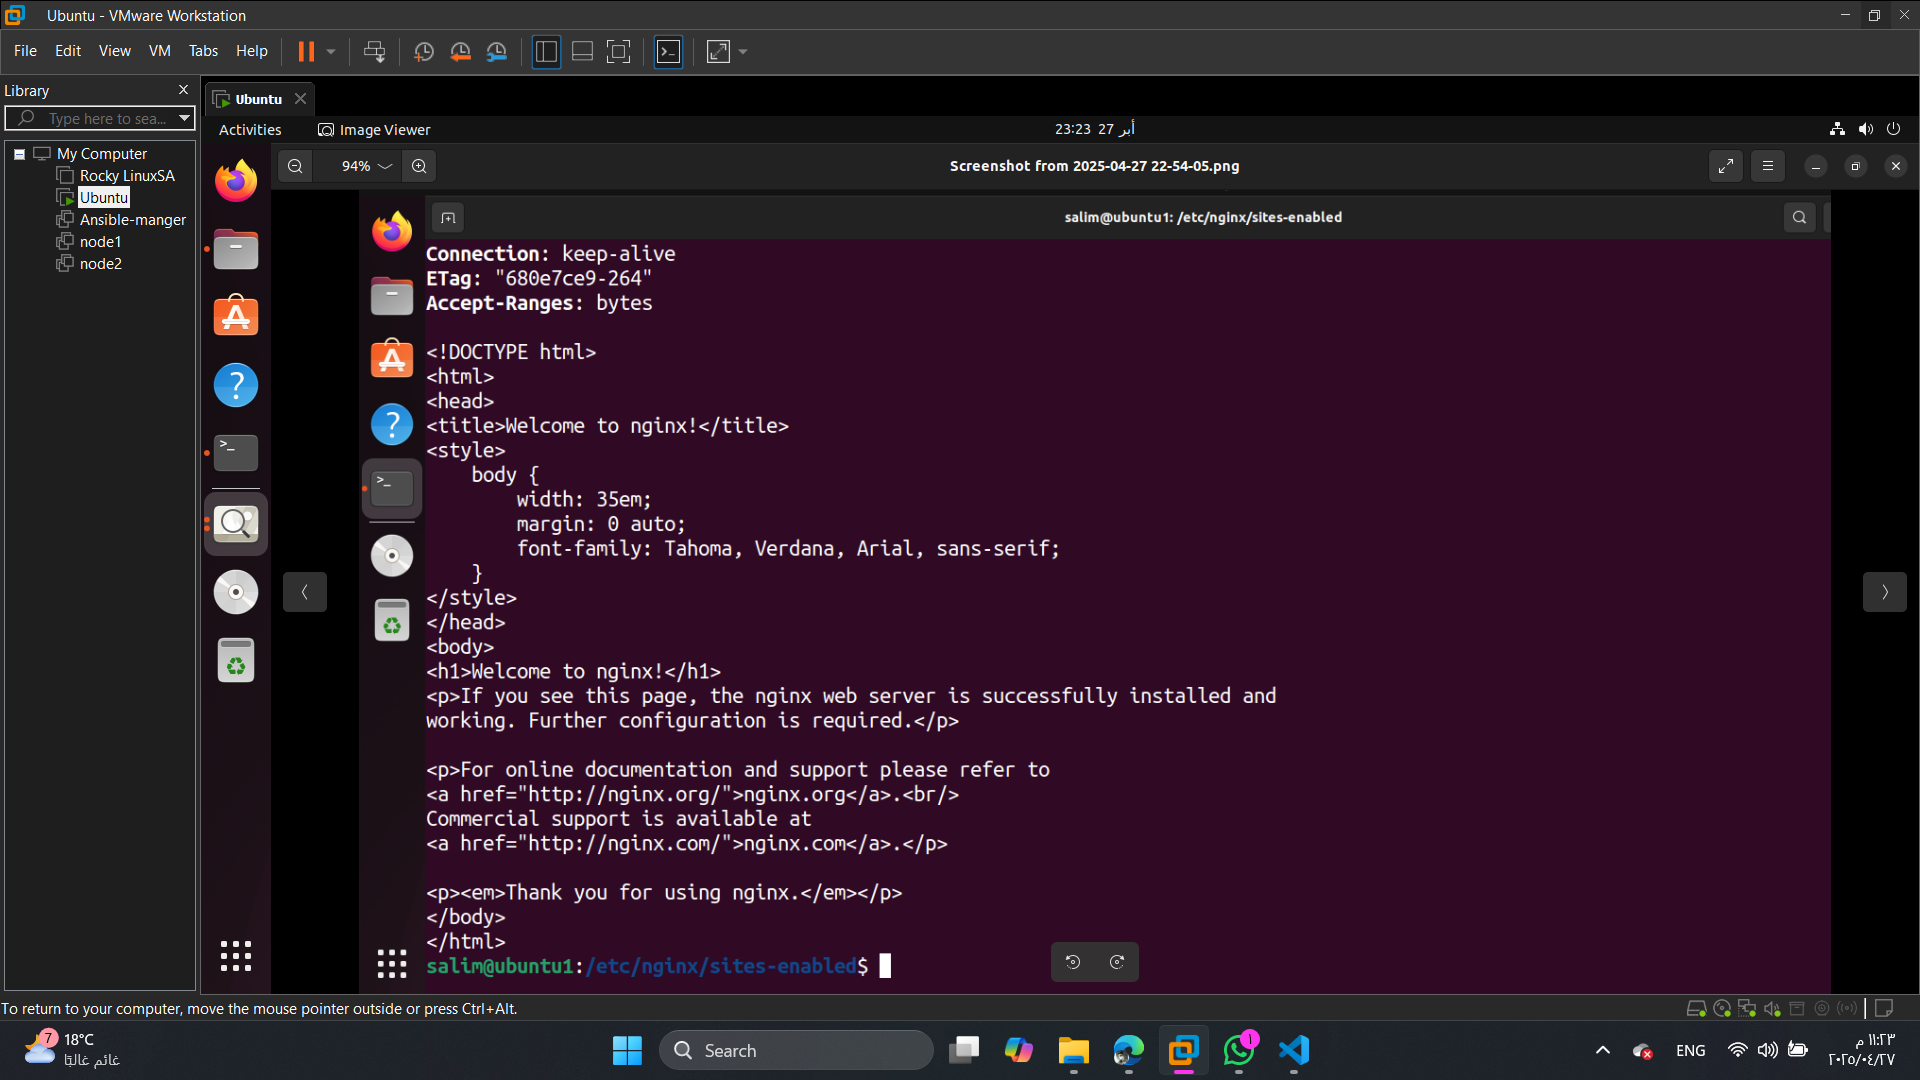 Ubuntu - VMware Workstation
File Edit View VM Tabs Help
Library
Type here to sea...
My Computer
Rocky LinuxSA
Ubuntu
Ansible-manger
node1
node2
Ubuntu
Activities Image Viewer 23:23 27 أبر
94% Screenshot from 2025-04-27 22-54-05.png
salim@ubuntu1: /etc/nginx/sites-enabled
Connection: keep-alive
ETag: "680e7ce9-264"
Accept-Ranges: bytes
<!DOCTYPE html>
<html>
<head>
<title>Welcome to nginx!</title>
<style>
body {
width: 35em;
margin: 0 auto;
font-family: Tahoma, Verdana, Arial, sans-serif;
}
</style>
</head>
<body>
<h1>Welcome to nginx!</h1>
<p>If you see this page, the nginx web server is successfully installed and
working. Further configuration is required.</p>
<p>For online documentation and support please refer to
<a href="http://nginx.org/">nginx.org</a>.<br/>
Commercial support is available at
<a href="http://nginx.com/">nginx.com</a>.</p>
<p><em>Thank you for using nginx.</em></p>
</body>
</html>
salim@ubuntu1:/etc/nginx/sites-enabled$
To return to your computer, move the mouse pointer outside or press Ctrl+Alt.
7
18°C
غائم غالبًا
Search
١
ENG
١١:٢٣ م
٢٠٢٥/٠٤/٢٧